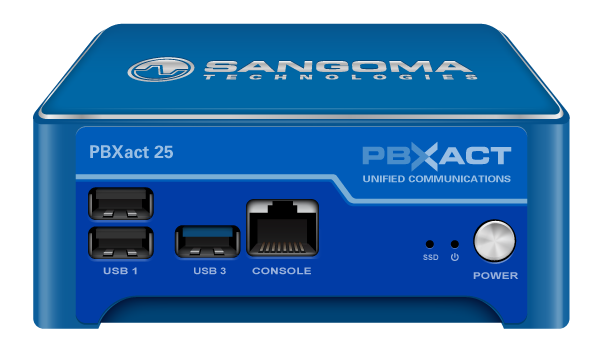 SANGOMA
TECHNOLOGIES
PBXact 25
PBXACT
UNIFIED COMMUNICATIONS
USB 1
USB 3
CONSOLE
SSD
POWER